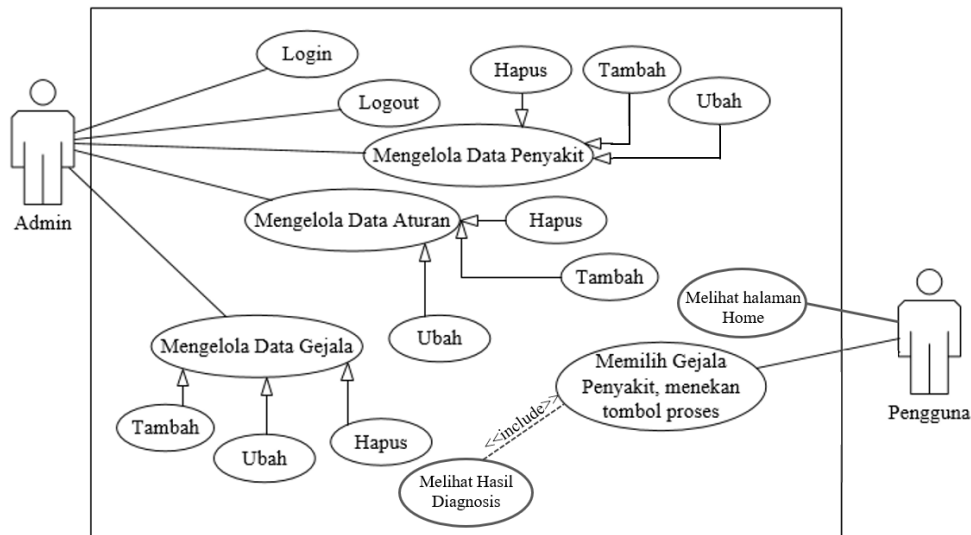 Login
Hapus
Tambah
Ubah
Logout
Mengelola Data Penyakit
Admin
Mengelola Data Aturan
Hapus
Tambah
Ubah
Melihat halaman
Home
Mengelola Data Gejala
Tambah
Ubah
Hapus
Memilih Gejala
Penyakit, menekan
tombol proses
Pengguna
<<include>>
Melihat Hasil
Diagnosis